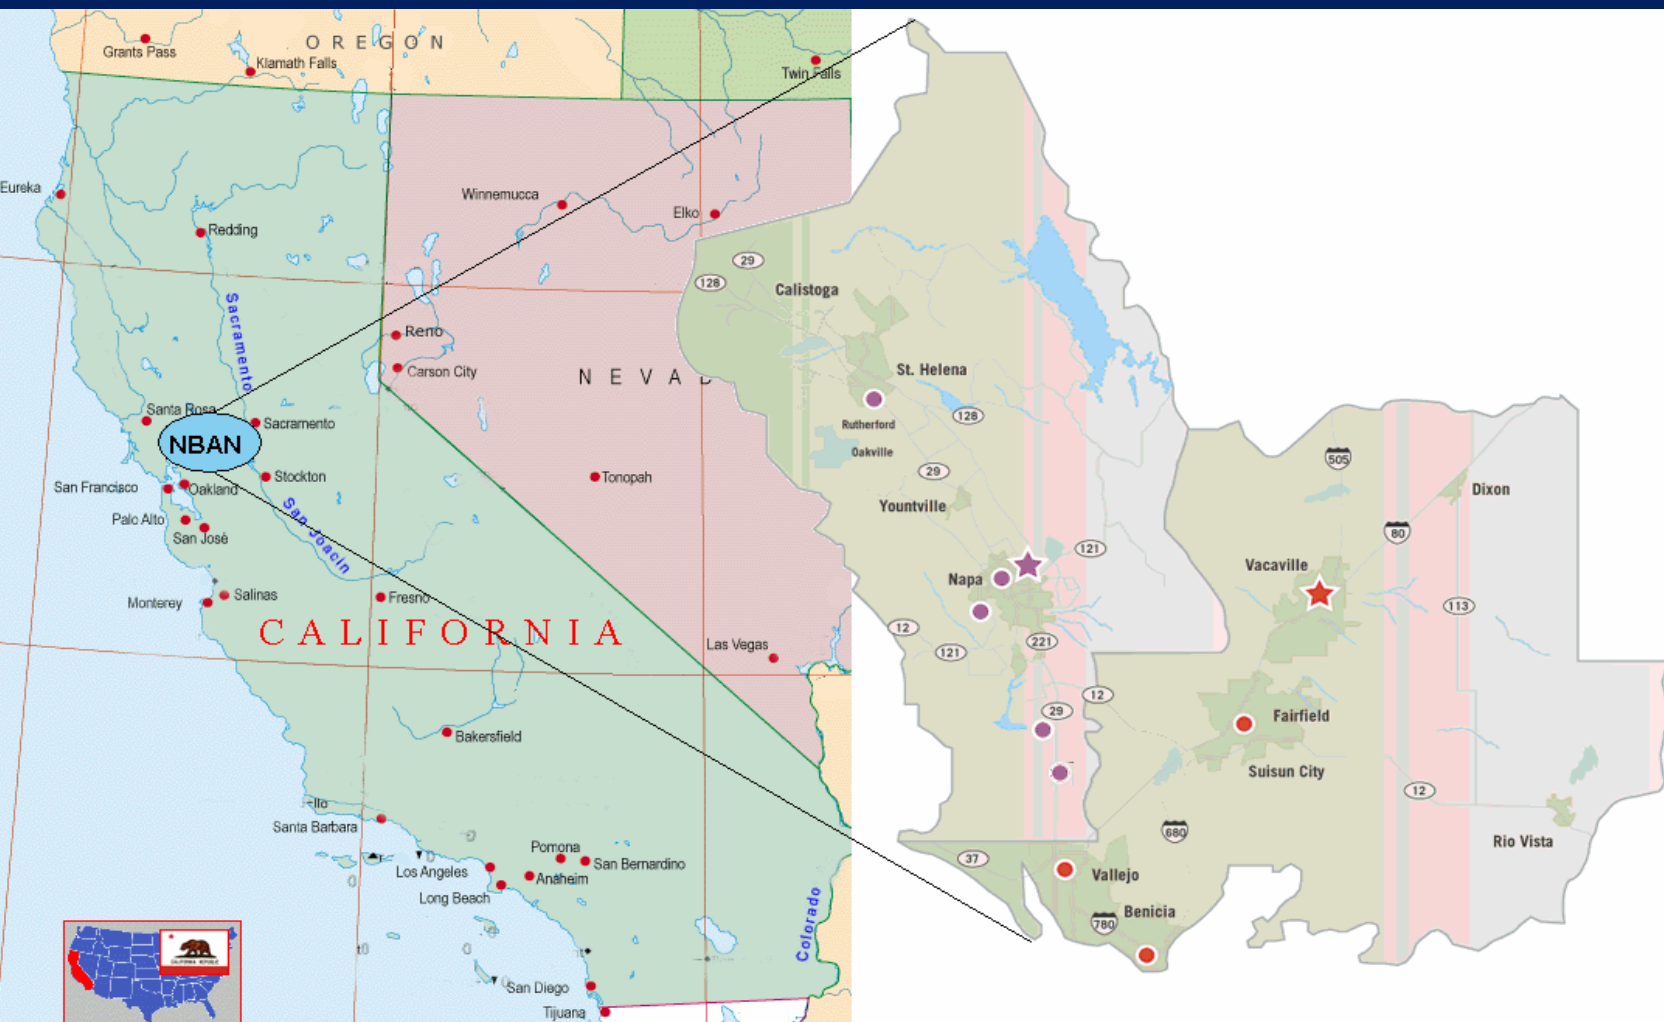 OREGON
Grants Pass
Klamath Falls
Twin Falls
Eureka
Winnemucca
Elko
Redding
Sacramento
Reno
Carson City
NEVAD
Santa Rosa
Sacramento
NBAN
Stockton
San Francisco
Oakland
Tonopah
San Joacin
Palo Alto
San José
Salinas
Monterey
Fresno
CALIFORNIA
Las Vegas
Bakersfield
Santa Barbara
Pomona
San Bernardino
Los Angeles
Anaheim
Long Beach
Colorado
San Diego
Tijuana
CALIFORNIA REPUBLIC
29
128
Calistoga
St. Helena
128
Rutherford
Oakville
29
Yountville
121
Napa
12
121
221
12
29
505
Dixon
80
Vacaville
113
Fairfield
Suisun City
12
680
Rio Vista
37
Vallejo
Benicia
780